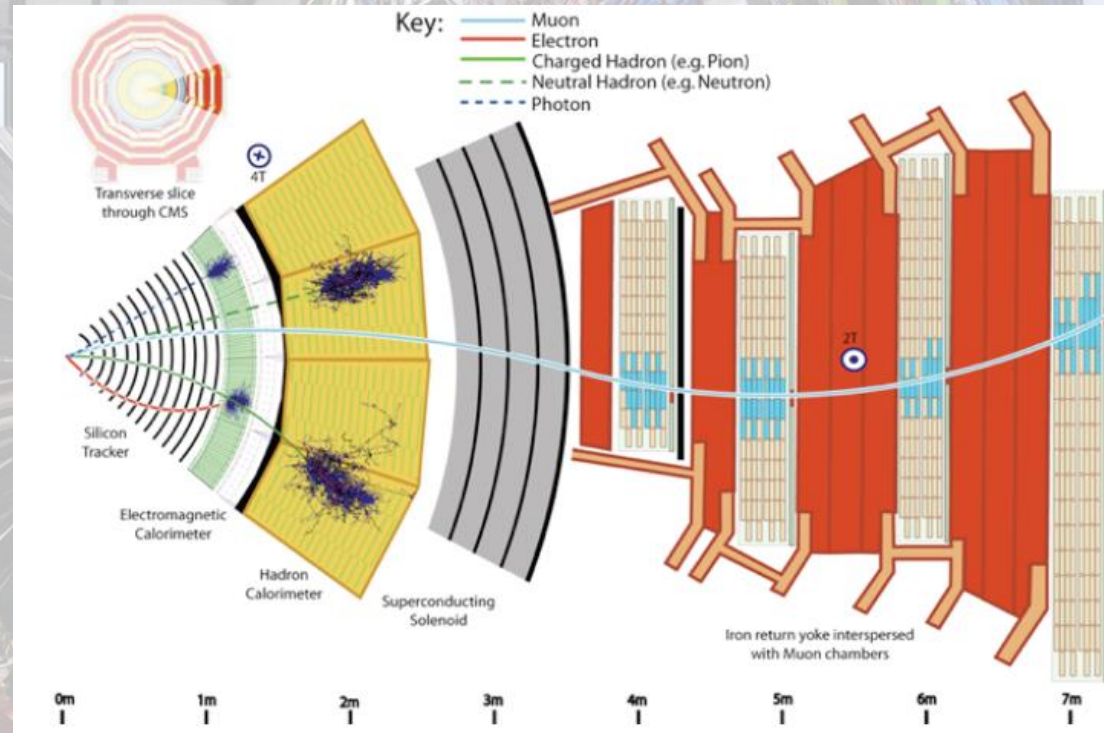 Key:
Muon
Electron
Charged Hadron (e.g. Pion)
Neutral Hadron (e.g. Neutron)
Photon
Transverse slice
through CMS
4T
2T
Silicon
Tracker
Electromagnetic
Calorimeter
Hadron
Calorimeter
Superconducting
Solenoid
Iron return yoke interspersed
with Muon chambers
0m 1m 2m 3m 4m 5m 6m 7m